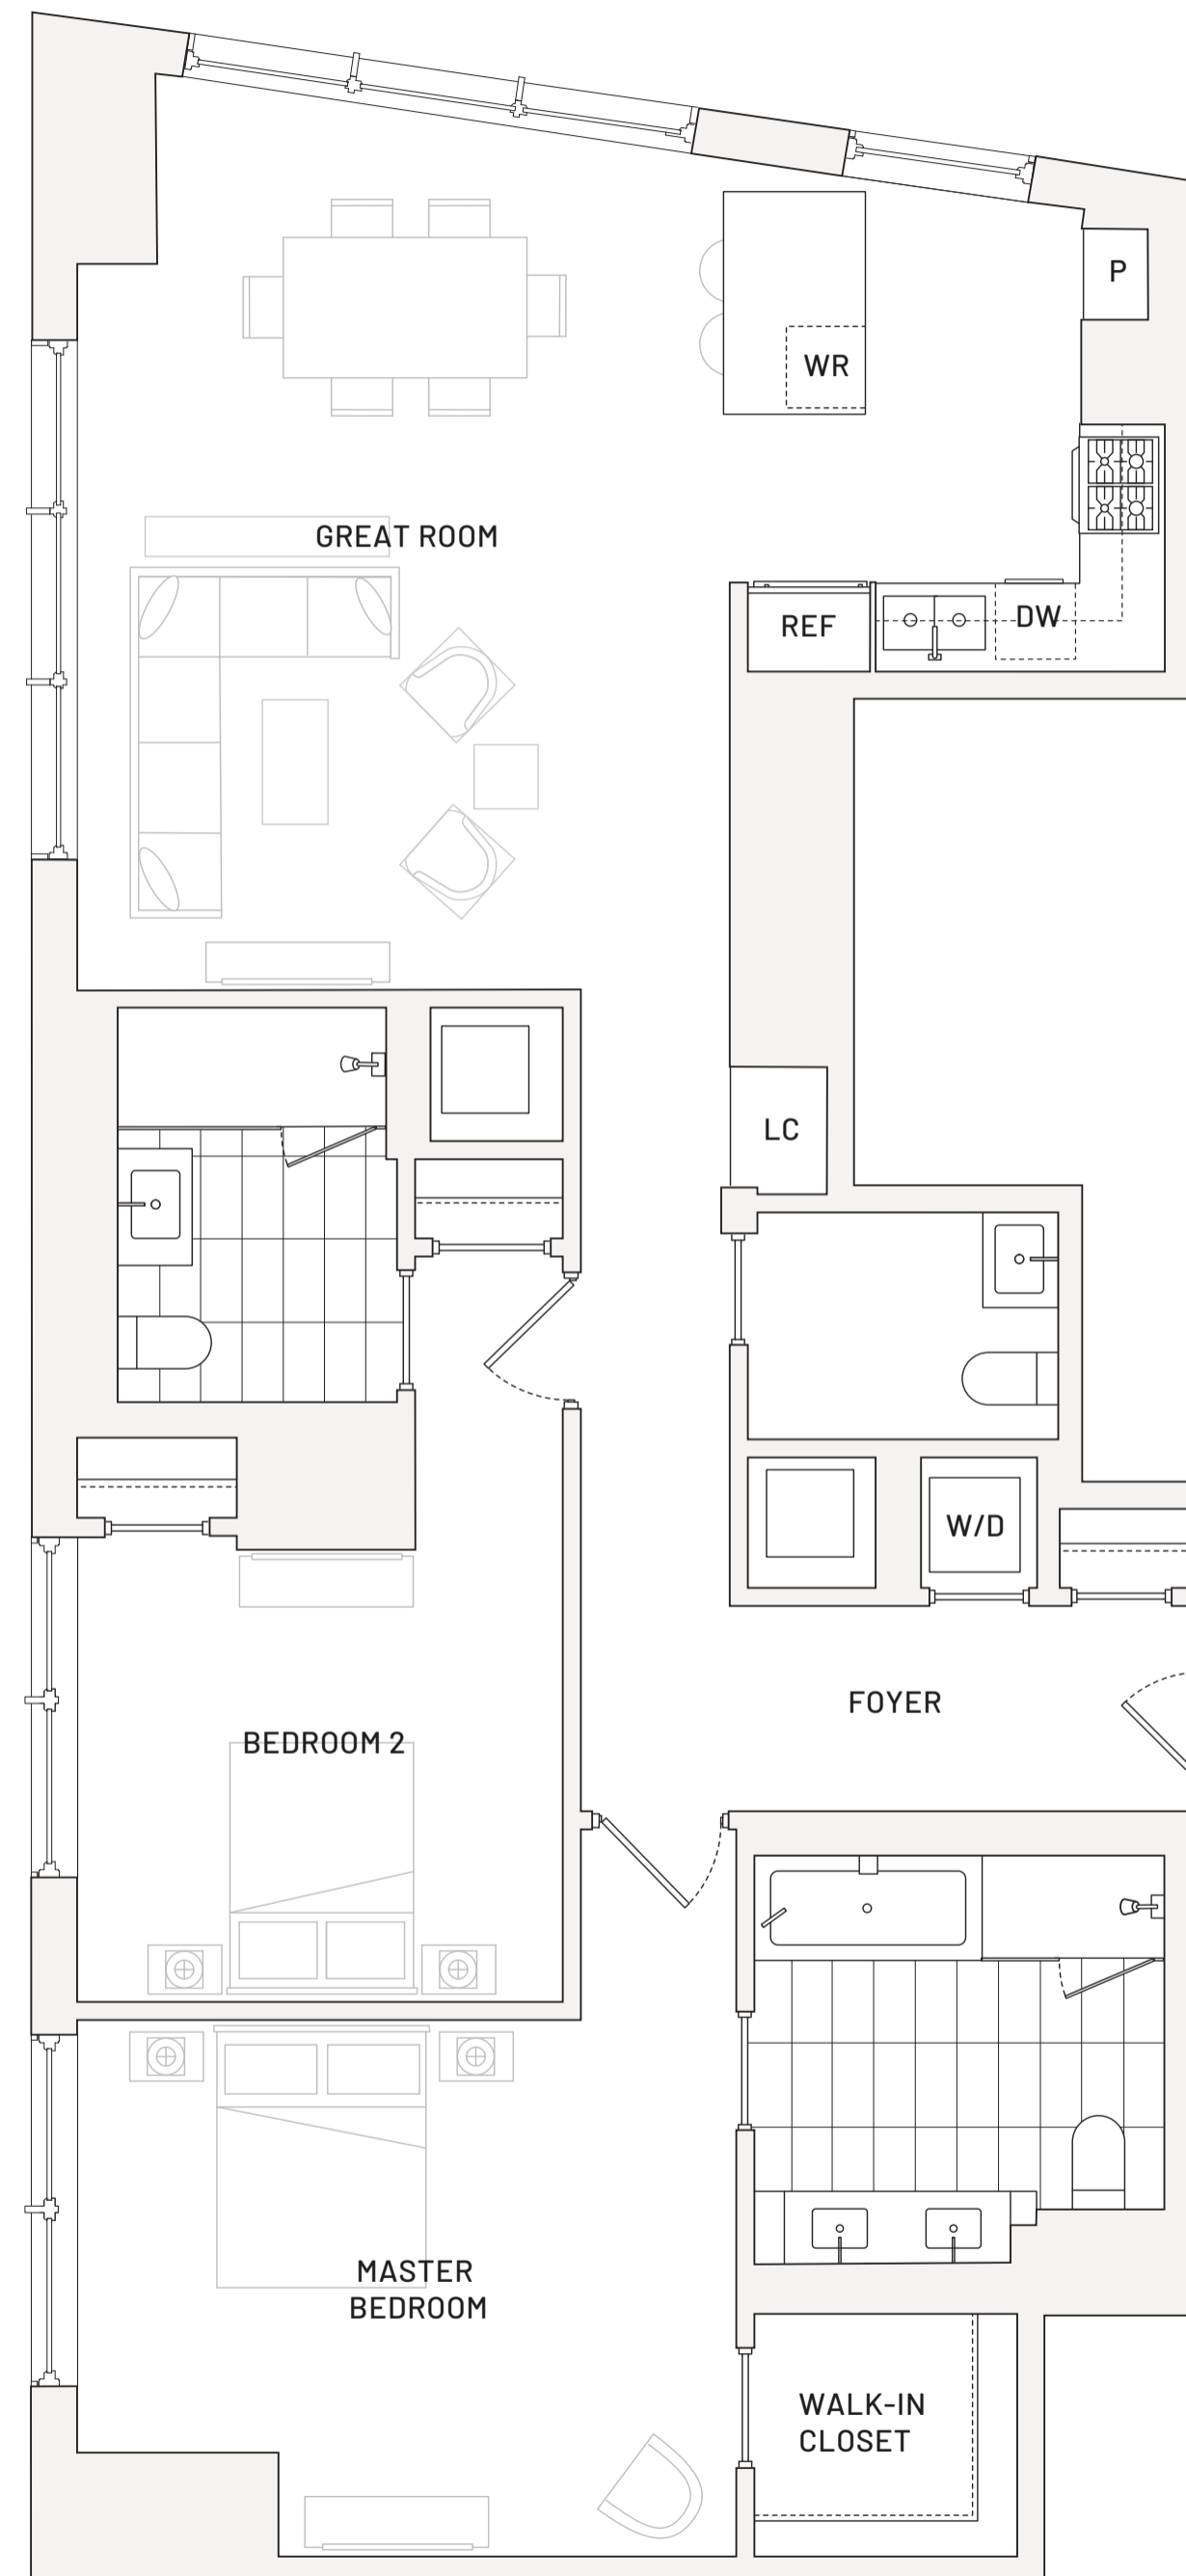 P
WR
GREAT ROOM
REF
DW
LC
W/D
FOYER
BEDROOM 2
MASTER
BEDROOM
WALK-IN
CLOSET